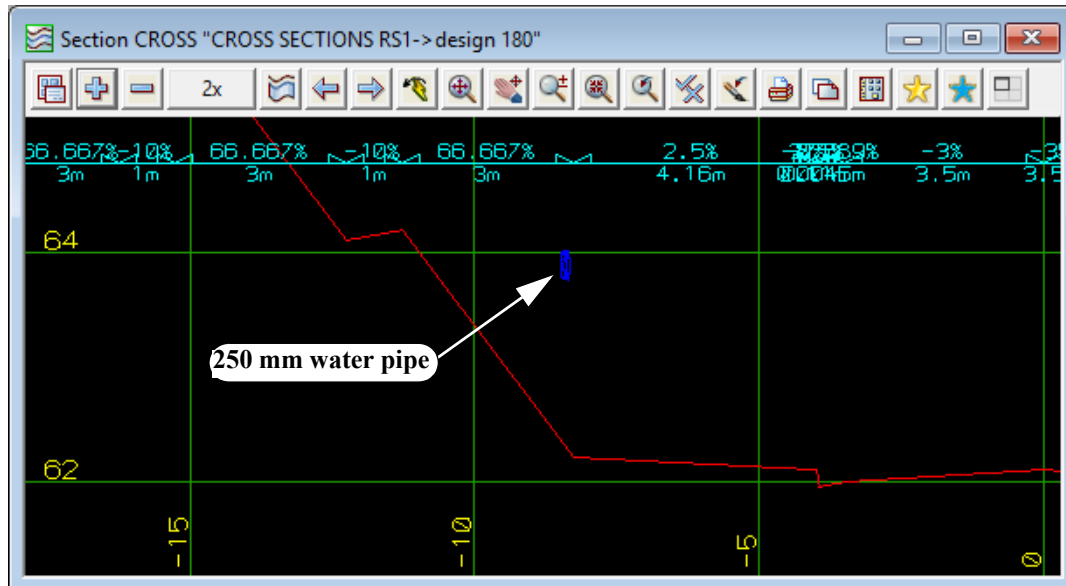 Section CROSS "CROSS SECTIONS RS1->design 180"
2x
66.667% -10% 66.667% -10% 66.667% 2.5% -3%
3m 1m 3m 1m 3m 4.16m 3.5m 3.5
64
250 mm water pipe
62
-15 -10 -5 0